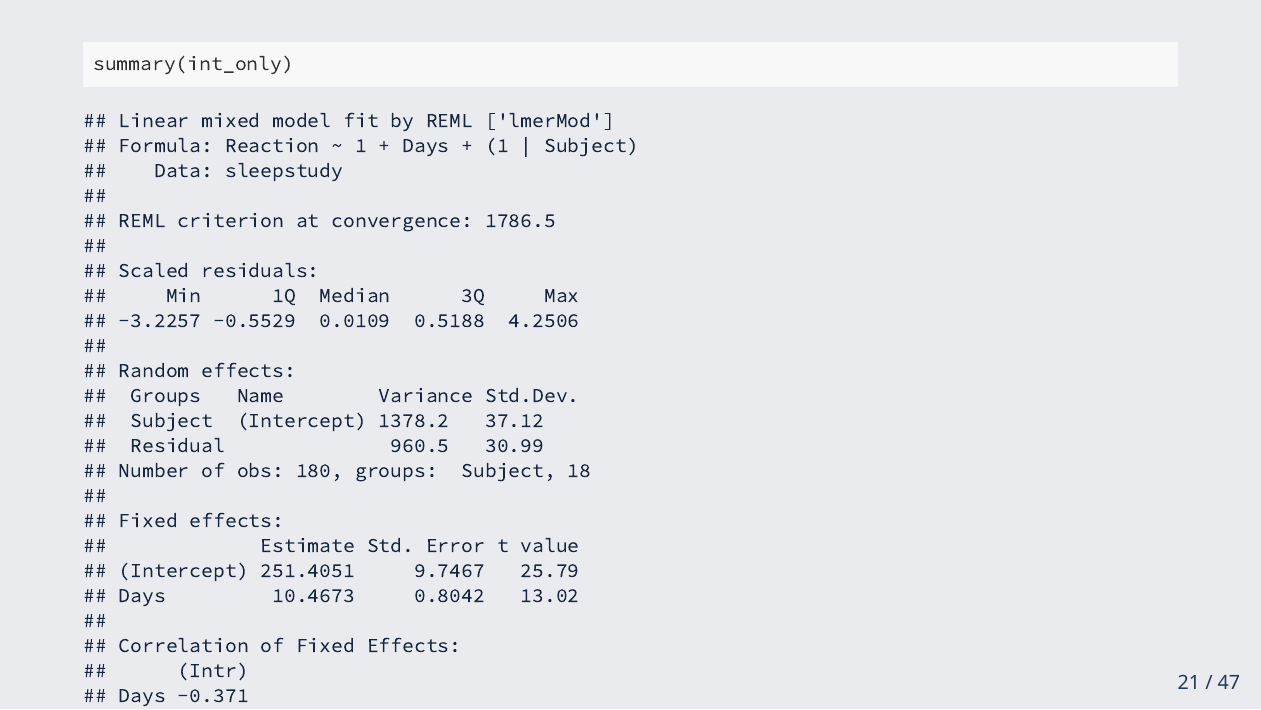 summary(int_only)
## Linear mixed model fit by REML ['lmerMod']
## Formula: Reaction ~ 1 + Days + (1 | Subject)
##    Data: sleepstudy
##
## REML criterion at convergence: 1786.5
##
## Scaled residuals:
##     Min      1Q  Median      3Q     Max
## -3.2257 -0.5529  0.0109  0.5188  4.2506
##
## Random effects:
##  Groups   Name        Variance Std.Dev.
##  Subject  (Intercept) 1378.2   37.12
##  Residual              960.5   30.99
## Number of obs: 180, groups:  Subject, 18
##
## Fixed effects:
##             Estimate Std. Error t value
## (Intercept) 251.4051     9.7467   25.79
## Days         10.4673     0.8042   13.02
##
## Correlation of Fixed Effects:
##      (Intr)
## Days -0.371
21 / 47